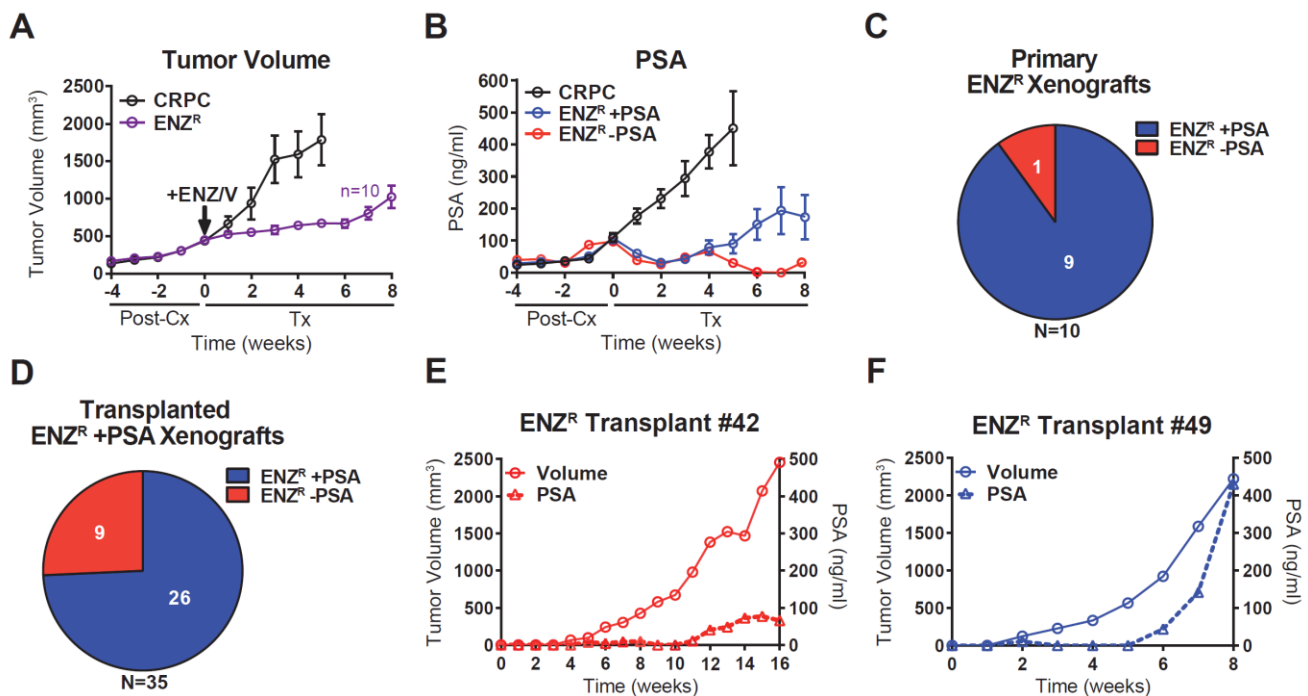 A
Tumor Volume
Tumor Volume (mm³)
2500
2000
1500
1000
500
0
CRPC
ENZᴿ
+ENZ/V
n=10
-4 -2 0 2 4 6 8
Post-Cx Tx
Time (weeks)
B
PSA
PSA (ng/ml)
600
500
400
300
200
100
0
CRPC
ENZᴿ +PSA
ENZᴿ -PSA
-4 -2 0 2 4 6 8
Post-Cx Tx
Time (weeks)
C
Primary
ENZᴿ Xenografts
ENZᴿ +PSA
ENZᴿ -PSA
1
9
N=10
D
Transplanted
ENZᴿ +PSA Xenografts
ENZᴿ +PSA
ENZᴿ -PSA
9
26
N=35
E
ENZᴿ Transplant #42
Tumor Volume (mm³)
2500
2000
1500
1000
500
0
Volume
PSA
500
400
300
200
100
0
PSA (ng/ml)
0 2 4 6 8 10 12 14 16
Time (weeks)
F
ENZᴿ Transplant #49
Tumor Volume (mm³)
2500
2000
1500
1000
500
0
Volume
PSA
500
400
300
200
100
0
PSA (ng/ml)
0 2 4 6 8
Time (weeks)